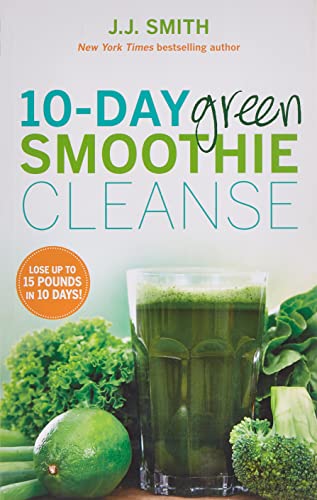 J.J. SMITH
New York Times bestselling author
10-DAY green
SMOOTHIE
CLEANSE
LOSE UP TO
15 POUNDS
IN 10 DAYS!